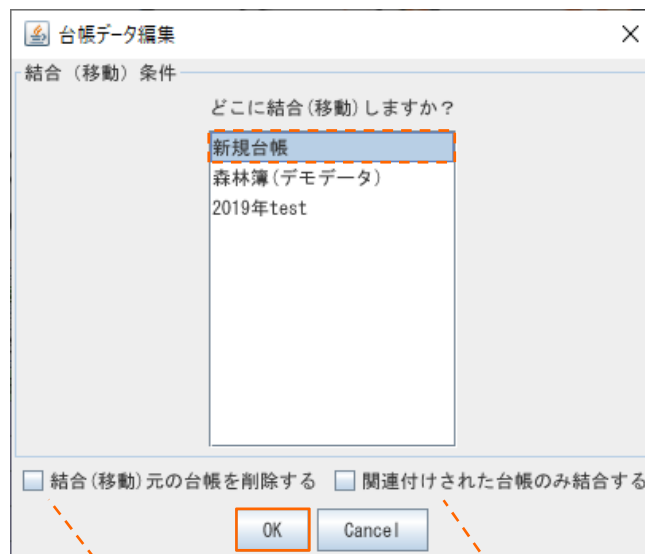 台帳データ編集
結合（移動）条件
どこに結合(移動)しますか？
新規台帳
森林簿(デモデータ)
2019年test
結合(移動)元の台帳を削除する 関連付けされた台帳のみ結合する
OK Cancel